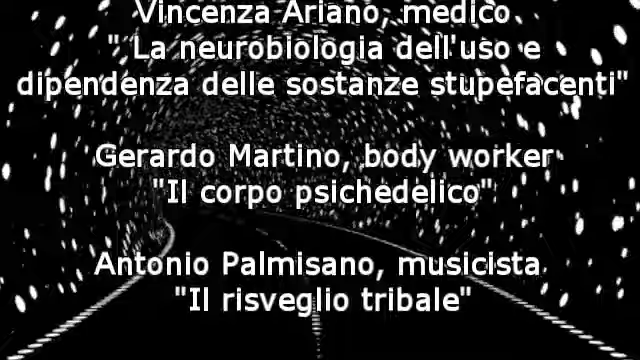 Vincenza Ariano, medico
" La neurobiologia dell'uso e
dipendenza delle sostanze stupefacenti"
Gerardo Martino, body worker
"Il corpo psichedelico"
Antonio Palmisano, musicista
"Il risveglio tribale"